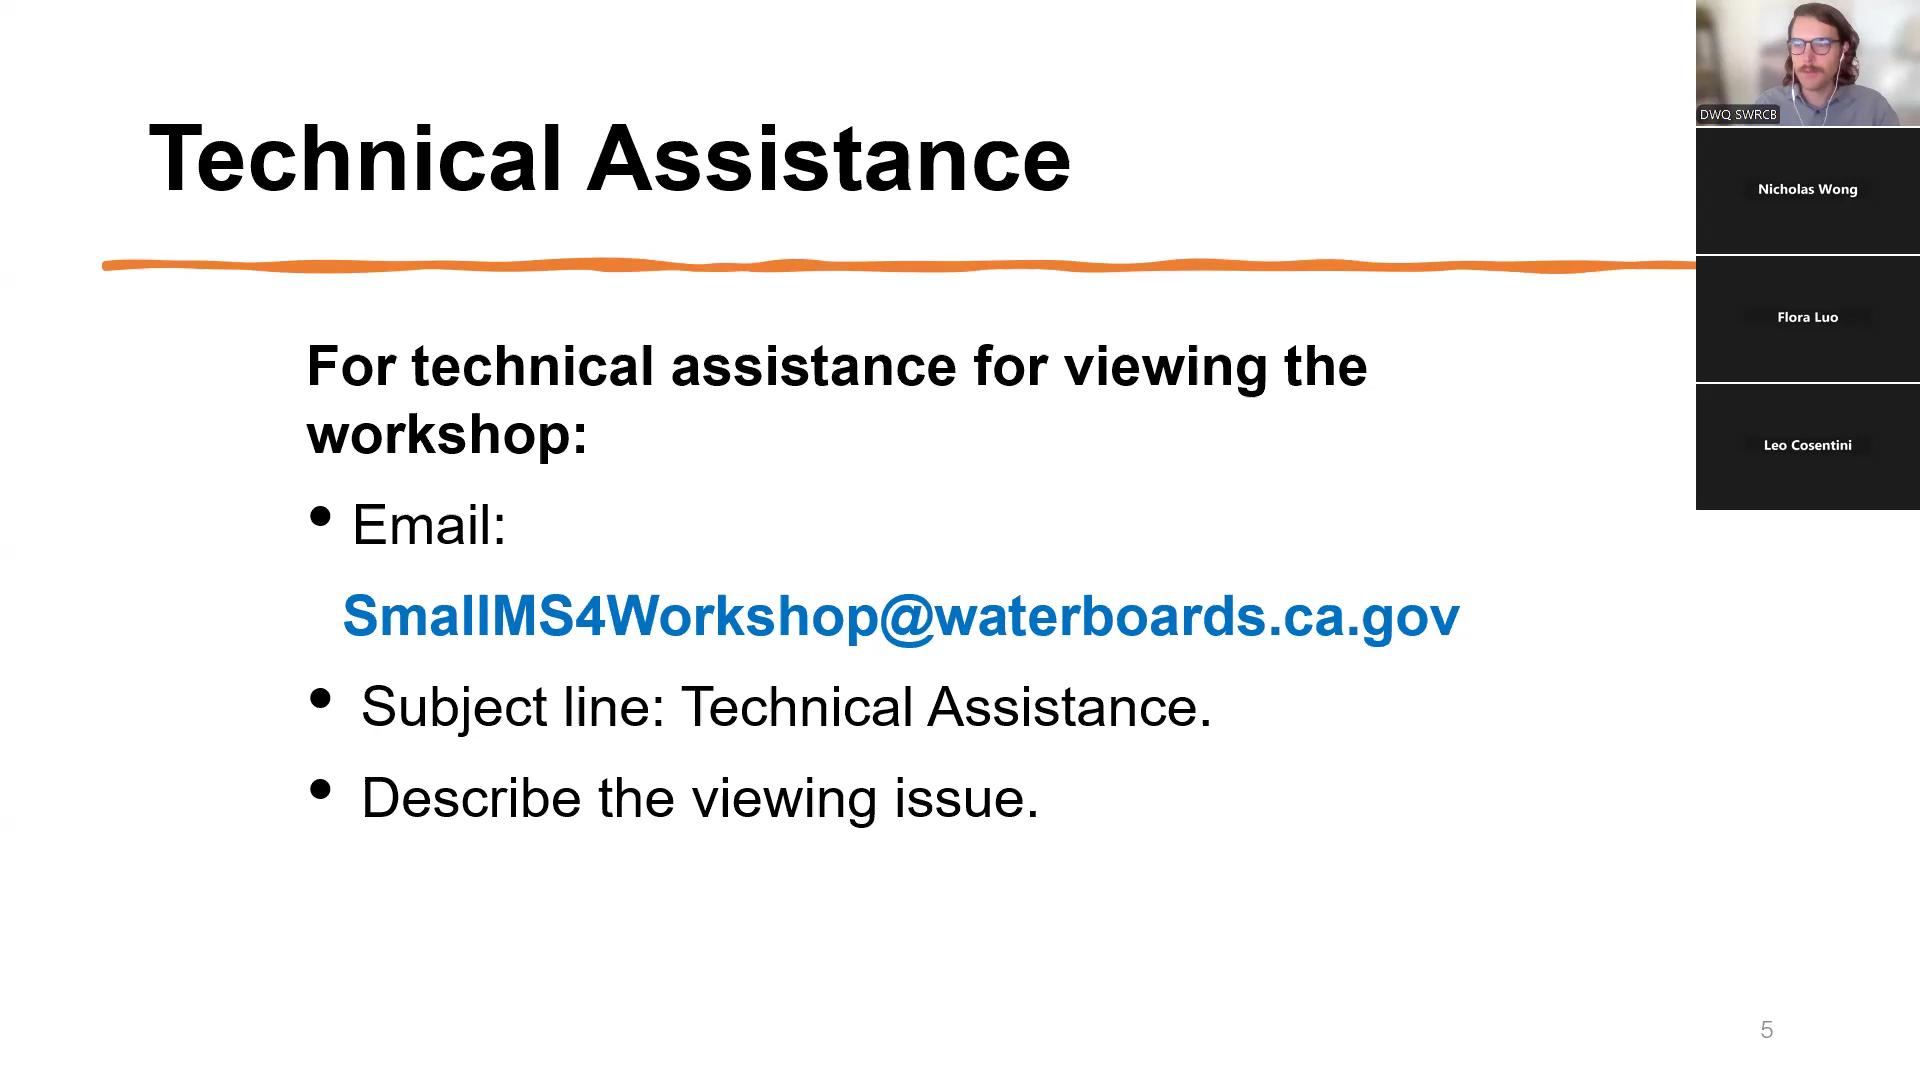 Technical Assistance
For technical assistance for viewing the
workshop:
• Email:
SmallMS4Workshop@waterboards.ca.gov
• Subject line: Technical Assistance.
• Describe the viewing issue.
5
DWQ SWRCB
Nicholas Wong
Flora Luo
Leo Cosentini